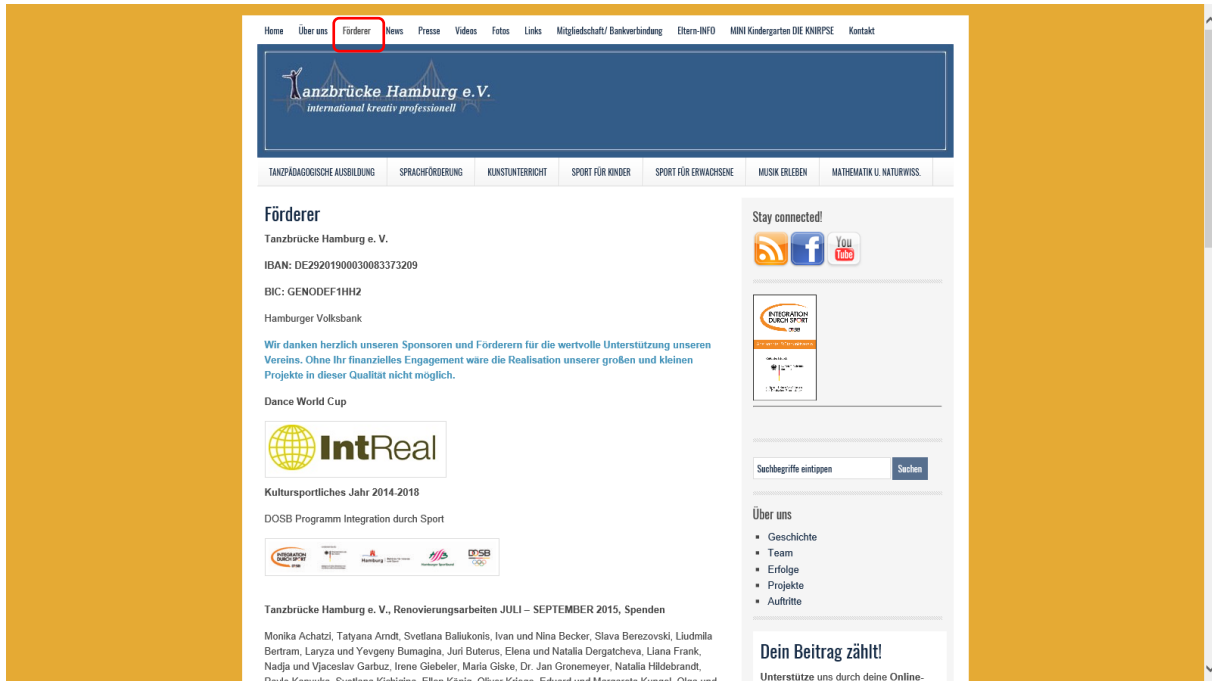 Home Über uns Förderer News Presse Videos Fotos Links Mitgliedschaft/ Bankverbindung Eltern-INFO MINI Kindergarten DIE KNIRPSE Kontakt
Tanzbrücke Hamburg e.V.
international kreativ professionell
TANZPÄDAGOGISCHE AUSBILDUNG SPRACHFÖRDERUNG KUNSTUNTERRICHT SPORT FÜR KINDER SPORT FÜR ERWACHSENE MUSIK ERLEBEN MATHEMATIK U. NATURWISS.
Förderer
Tanzbrücke Hamburg e. V.
IBAN: DE29201900030083373209
BIC: GENODEF1HH2
Hamburger Volksbank
Wir danken herzlich unseren Sponsoren und Förderern für die wertvolle Unterstützung unseren
Vereins. Ohne Ihr finanzielles Engagement wäre die Realisation unserer großen und kleinen
Projekte in dieser Qualität nicht möglich.
Dance World Cup
IntReal
Kultursportliches Jahr 2014-2018
DOSB Programm Integration durch Sport
INTEGRATION
DURCH SPORT
Hamburg
DOSB
Tanzbrücke Hamburg e. V., Renovierungsarbeiten JULI – SEPTEMBER 2015, Spenden
Monika Achatzi, Tatyana Arndt, Svetlana Baliukonis, Ivan und Nina Becker, Slava Berezovski, Liudmila
Bertram, Laryza und Yevgeny Bumagina, Juri Buterus, Elena und Natalia Dergatcheva, Liana Frank,
Nadja und Vjaceslav Garbuz, Irene Giebeler, Maria Giske, Dr. Jan Gronemeyer, Natalia Hildebrandt,
Stay connected!
You
Tube
INTEGRATION
DURCH SPORT
Suchbegriffe eintippen Suchen
Über uns
Geschichte
Team
Erfolge
Projekte
Auftritte
Dein Beitrag zählt!
Unterstütze uns durch deine Online-